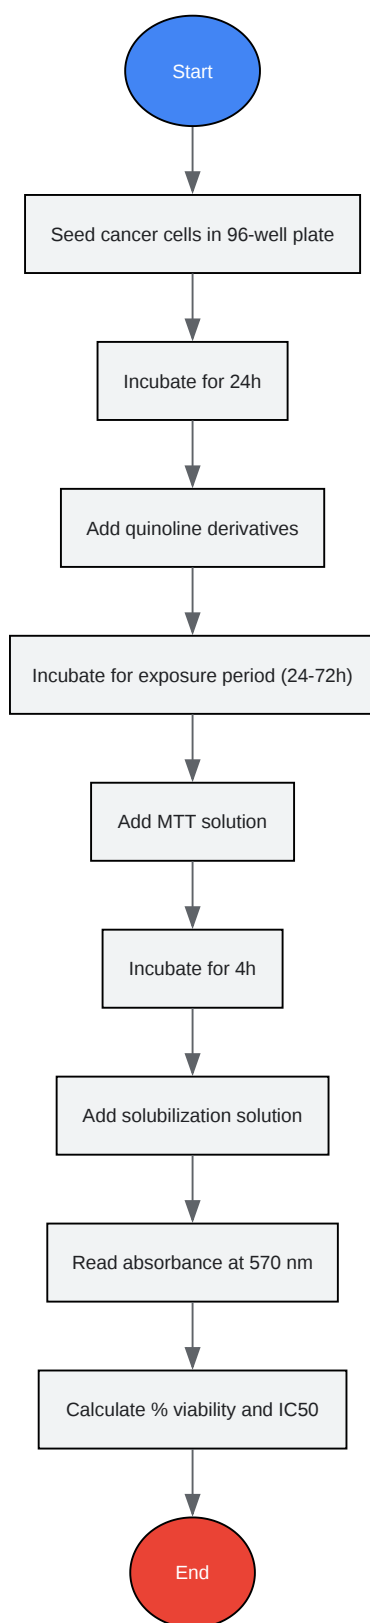 Start
Seed cancer cells in 96-well plate
Incubate for 24h
Add quinoline derivatives
Incubate for exposure period (24-72h)
Add MTT solution
Incubate for 4h
Add solubilization solution
Read absorbance at 570 nm
Calculate % viability and IC50
End